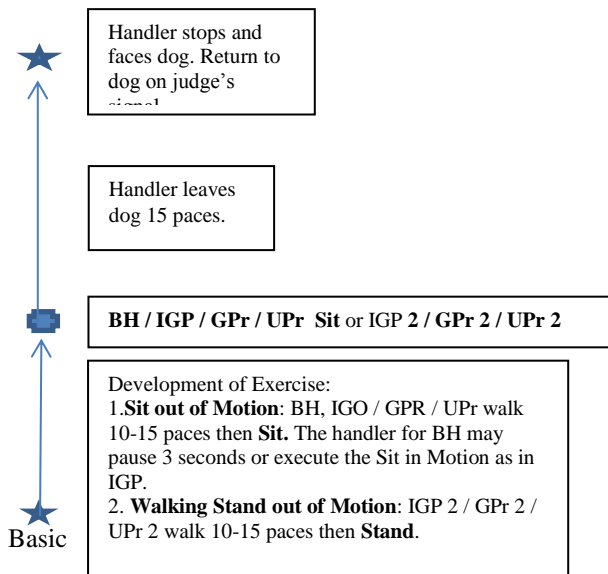 Handler stops and
faces dog. Return to
dog on judge's
signal
Handler leaves
dog 15 paces.
BH / IGP / GPr / UPr Sit or IGP 2 / GPr 2 / UPr 2
Development of Exercise:
1.Sit out of Motion: BH, IGO / GPR / UPr walk
10-15 paces then Sit. The handler for BH may
pause 3 seconds or execute the Sit in Motion as in
IGP.
2. Walking Stand out of Motion: IGP 2 / GPr 2 /
UPr 2 walk 10-15 paces then Stand.
Basic